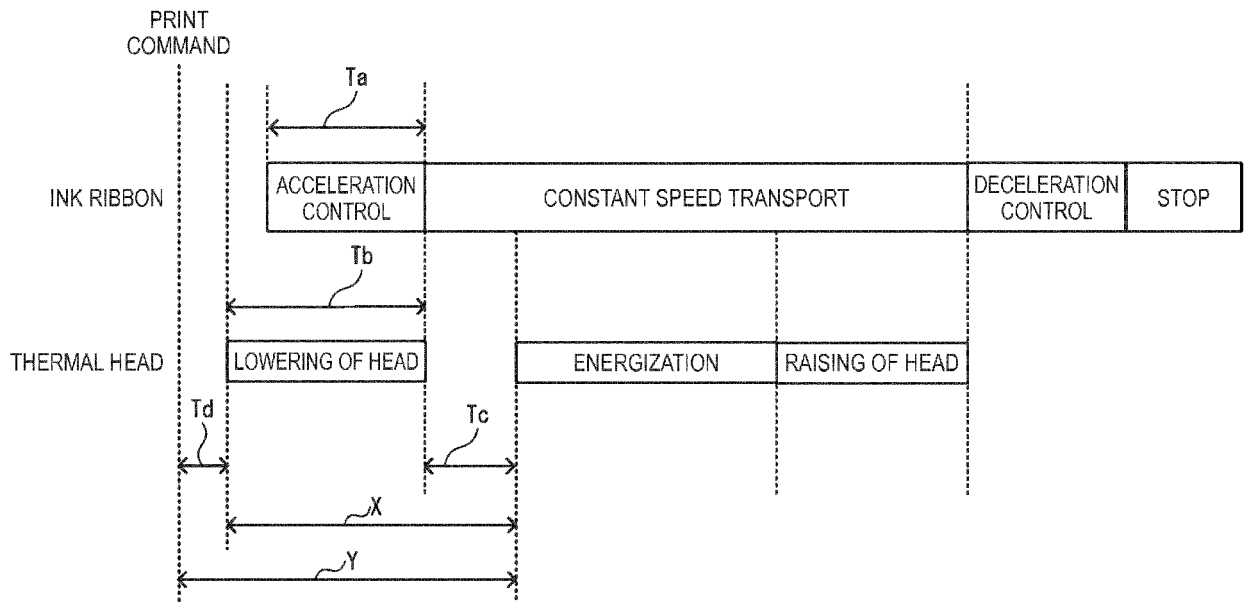 PRINT
COMMAND
Ta
INK RIBBON
ACCELERATION
CONTROL
CONSTANT SPEED TRANSPORT
DECELERATION
CONTROL
STOP
Tb
THERMAL HEAD
LOWERING OF HEAD
ENERGIZATION
RAISING OF HEAD
Td
Tc
X
Y